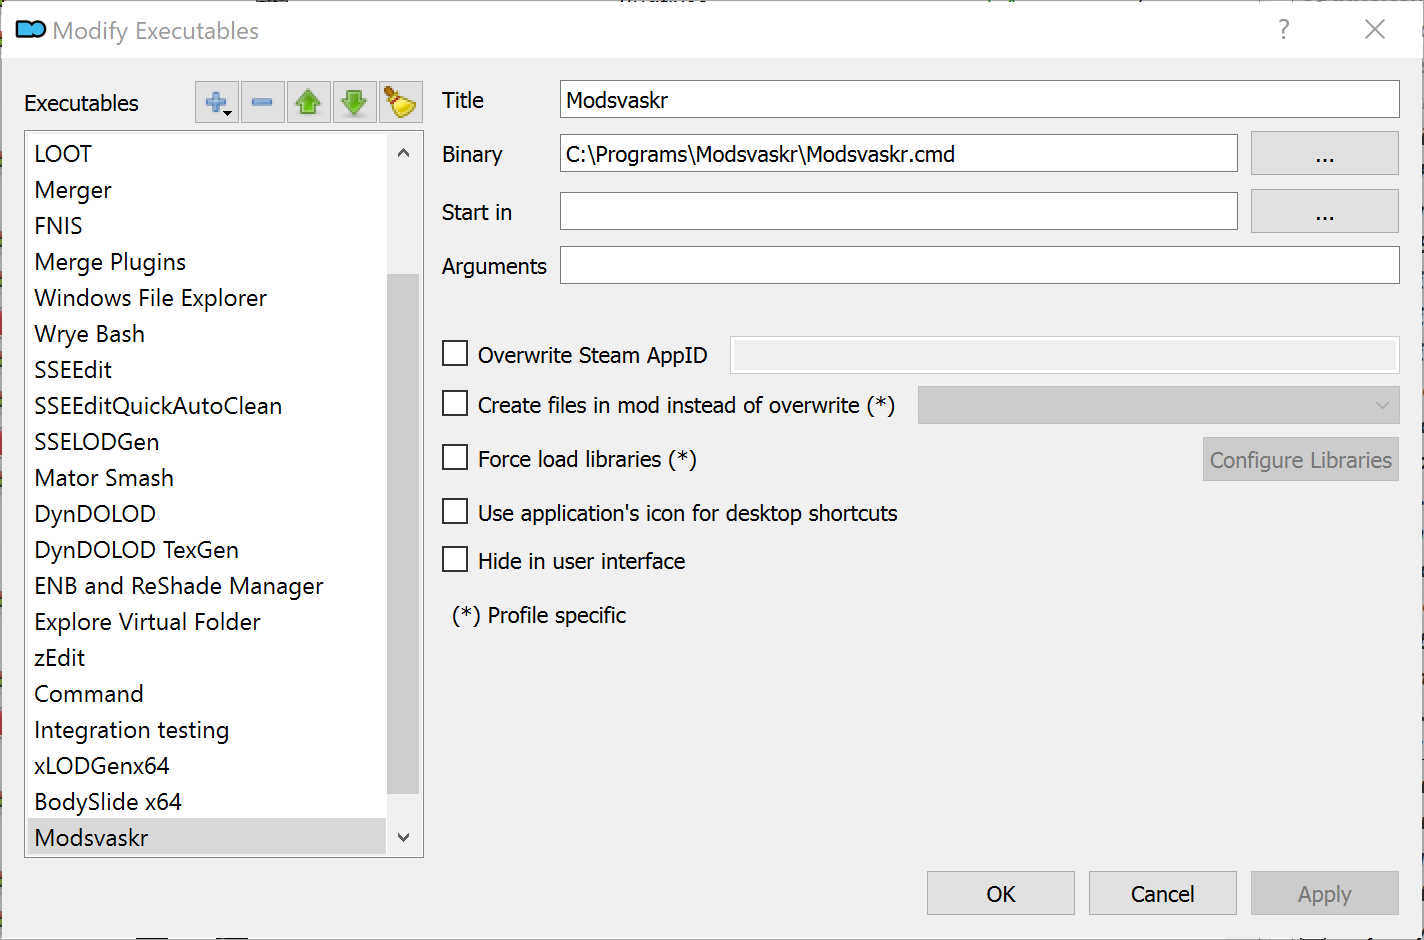 Modify Executables
?
Executables
LOOT
Merger
FNIS
Merge Plugins
Windows File Explorer
Wrye Bash
SSEEdit
SSEEditQuickAutoClean
SSELODGen
Mator Smash
DynDOLOD
DynDOLOD TexGen
ENB and ReShade Manager
Explore Virtual Folder
zEdit
Command
Integration testing
xLODGenx64
BodySlide x64
Modsvaskr
Title Modsvaskr
Binary C:\Programs\Modsvaskr\Modsvaskr.cmd ...
Start in ...
Arguments
Overwrite Steam AppID
Create files in mod instead of overwrite (*)
Force load libraries (*) Configure Libraries
Use application's icon for desktop shortcuts
Hide in user interface
(*) Profile specific
OK Cancel Apply